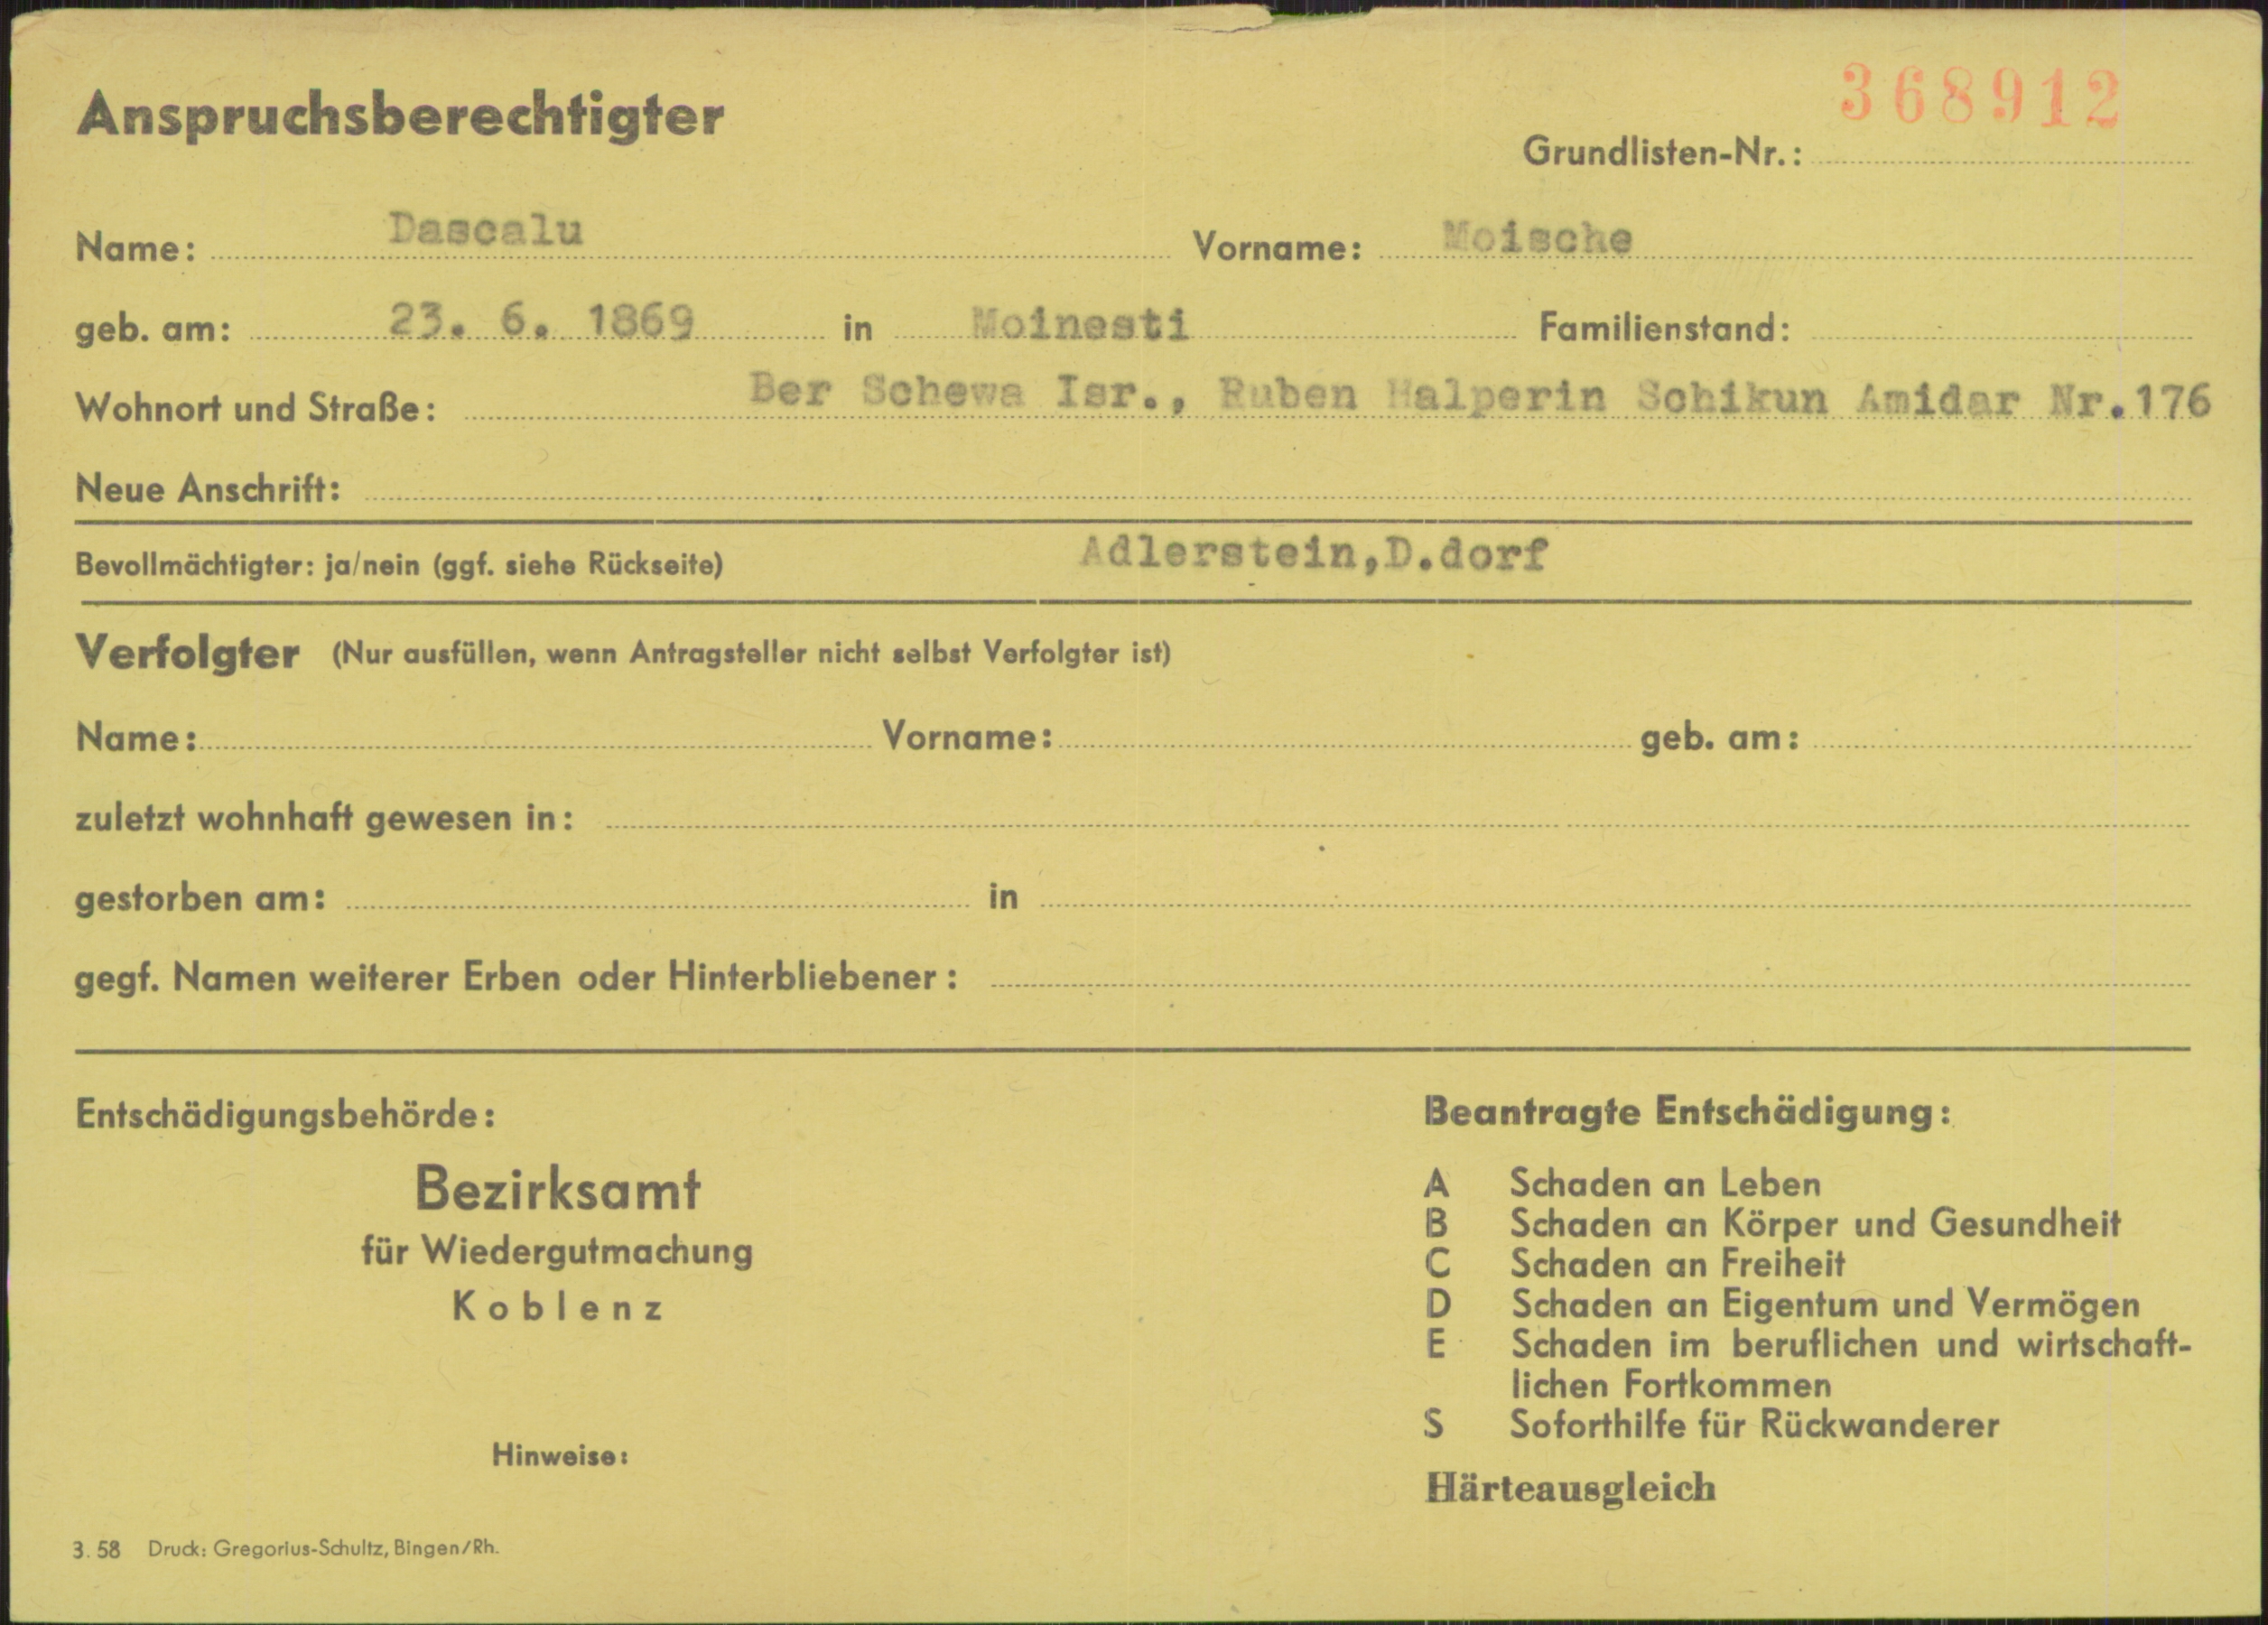 368912
Anspruchsberechtigter
Grundlisten-Nr.:
Name: Dascalu Vorname: Moische
geb. am: 23. 6. 1869 in Moinesti Familienstand:
Wohnort und Straße: Ber Schewa Isr., Ruben Halperin Schikun Amidar Nr.176
Neue Anschrift:
Bevollmächtigter: ja/nein (ggf. siehe Rückseite) Adlerstein,D.dorf
Verfolgter (Nur ausfüllen, wenn Antragsteller nicht selbst Verfolgter ist)
Name: Vorname: geb. am:
zuletzt wohnhaft gewesen in:
gestorben am: in
gegf. Namen weiterer Erben oder Hinterbliebener:
Entschädigungsbehörde:
Bezirksamt
für Wiedergutmachung
Koblenz
Hinweise:
Beantragte Entschädigung:
A Schaden an Leben
B Schaden an Körper und Gesundheit
C Schaden an Freiheit
D Schaden an Eigentum und Vermögen
E Schaden im beruflichen und wirtschaft-
lichen Fortkommen
S Soforthilfe für Rückwanderer
Härteausgleich
3. 58 Druck: Gregorius-Schultz, Bingen/Rh.